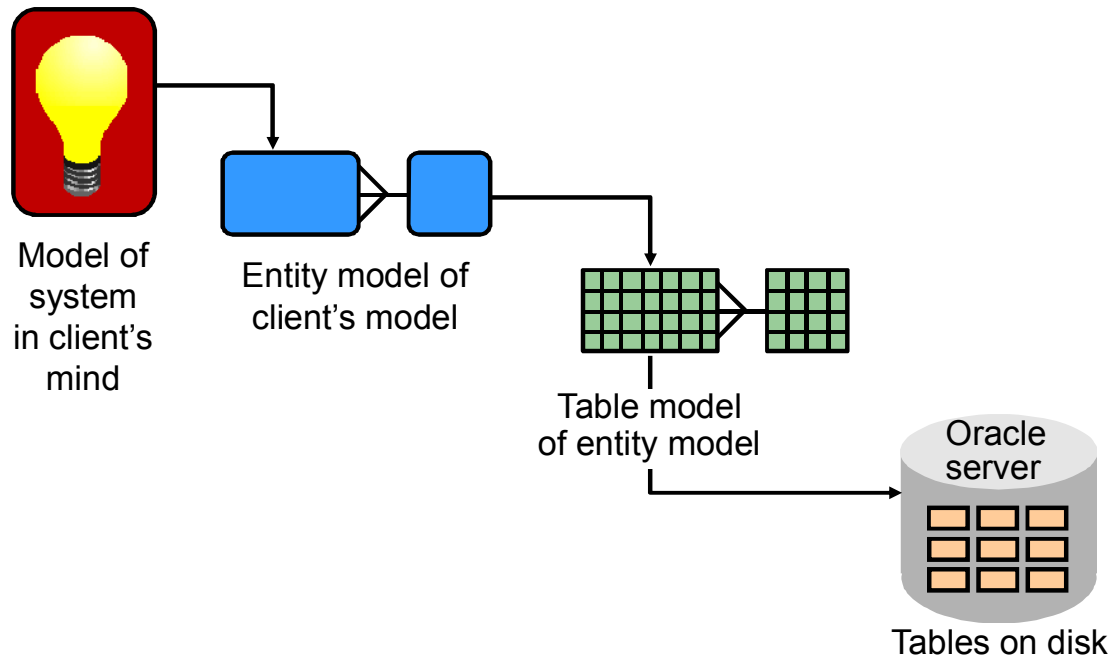 Model of
system
in client's
mind
Entity model of
client's model
Table model
of entity model
Oracle
server
Tables on disk